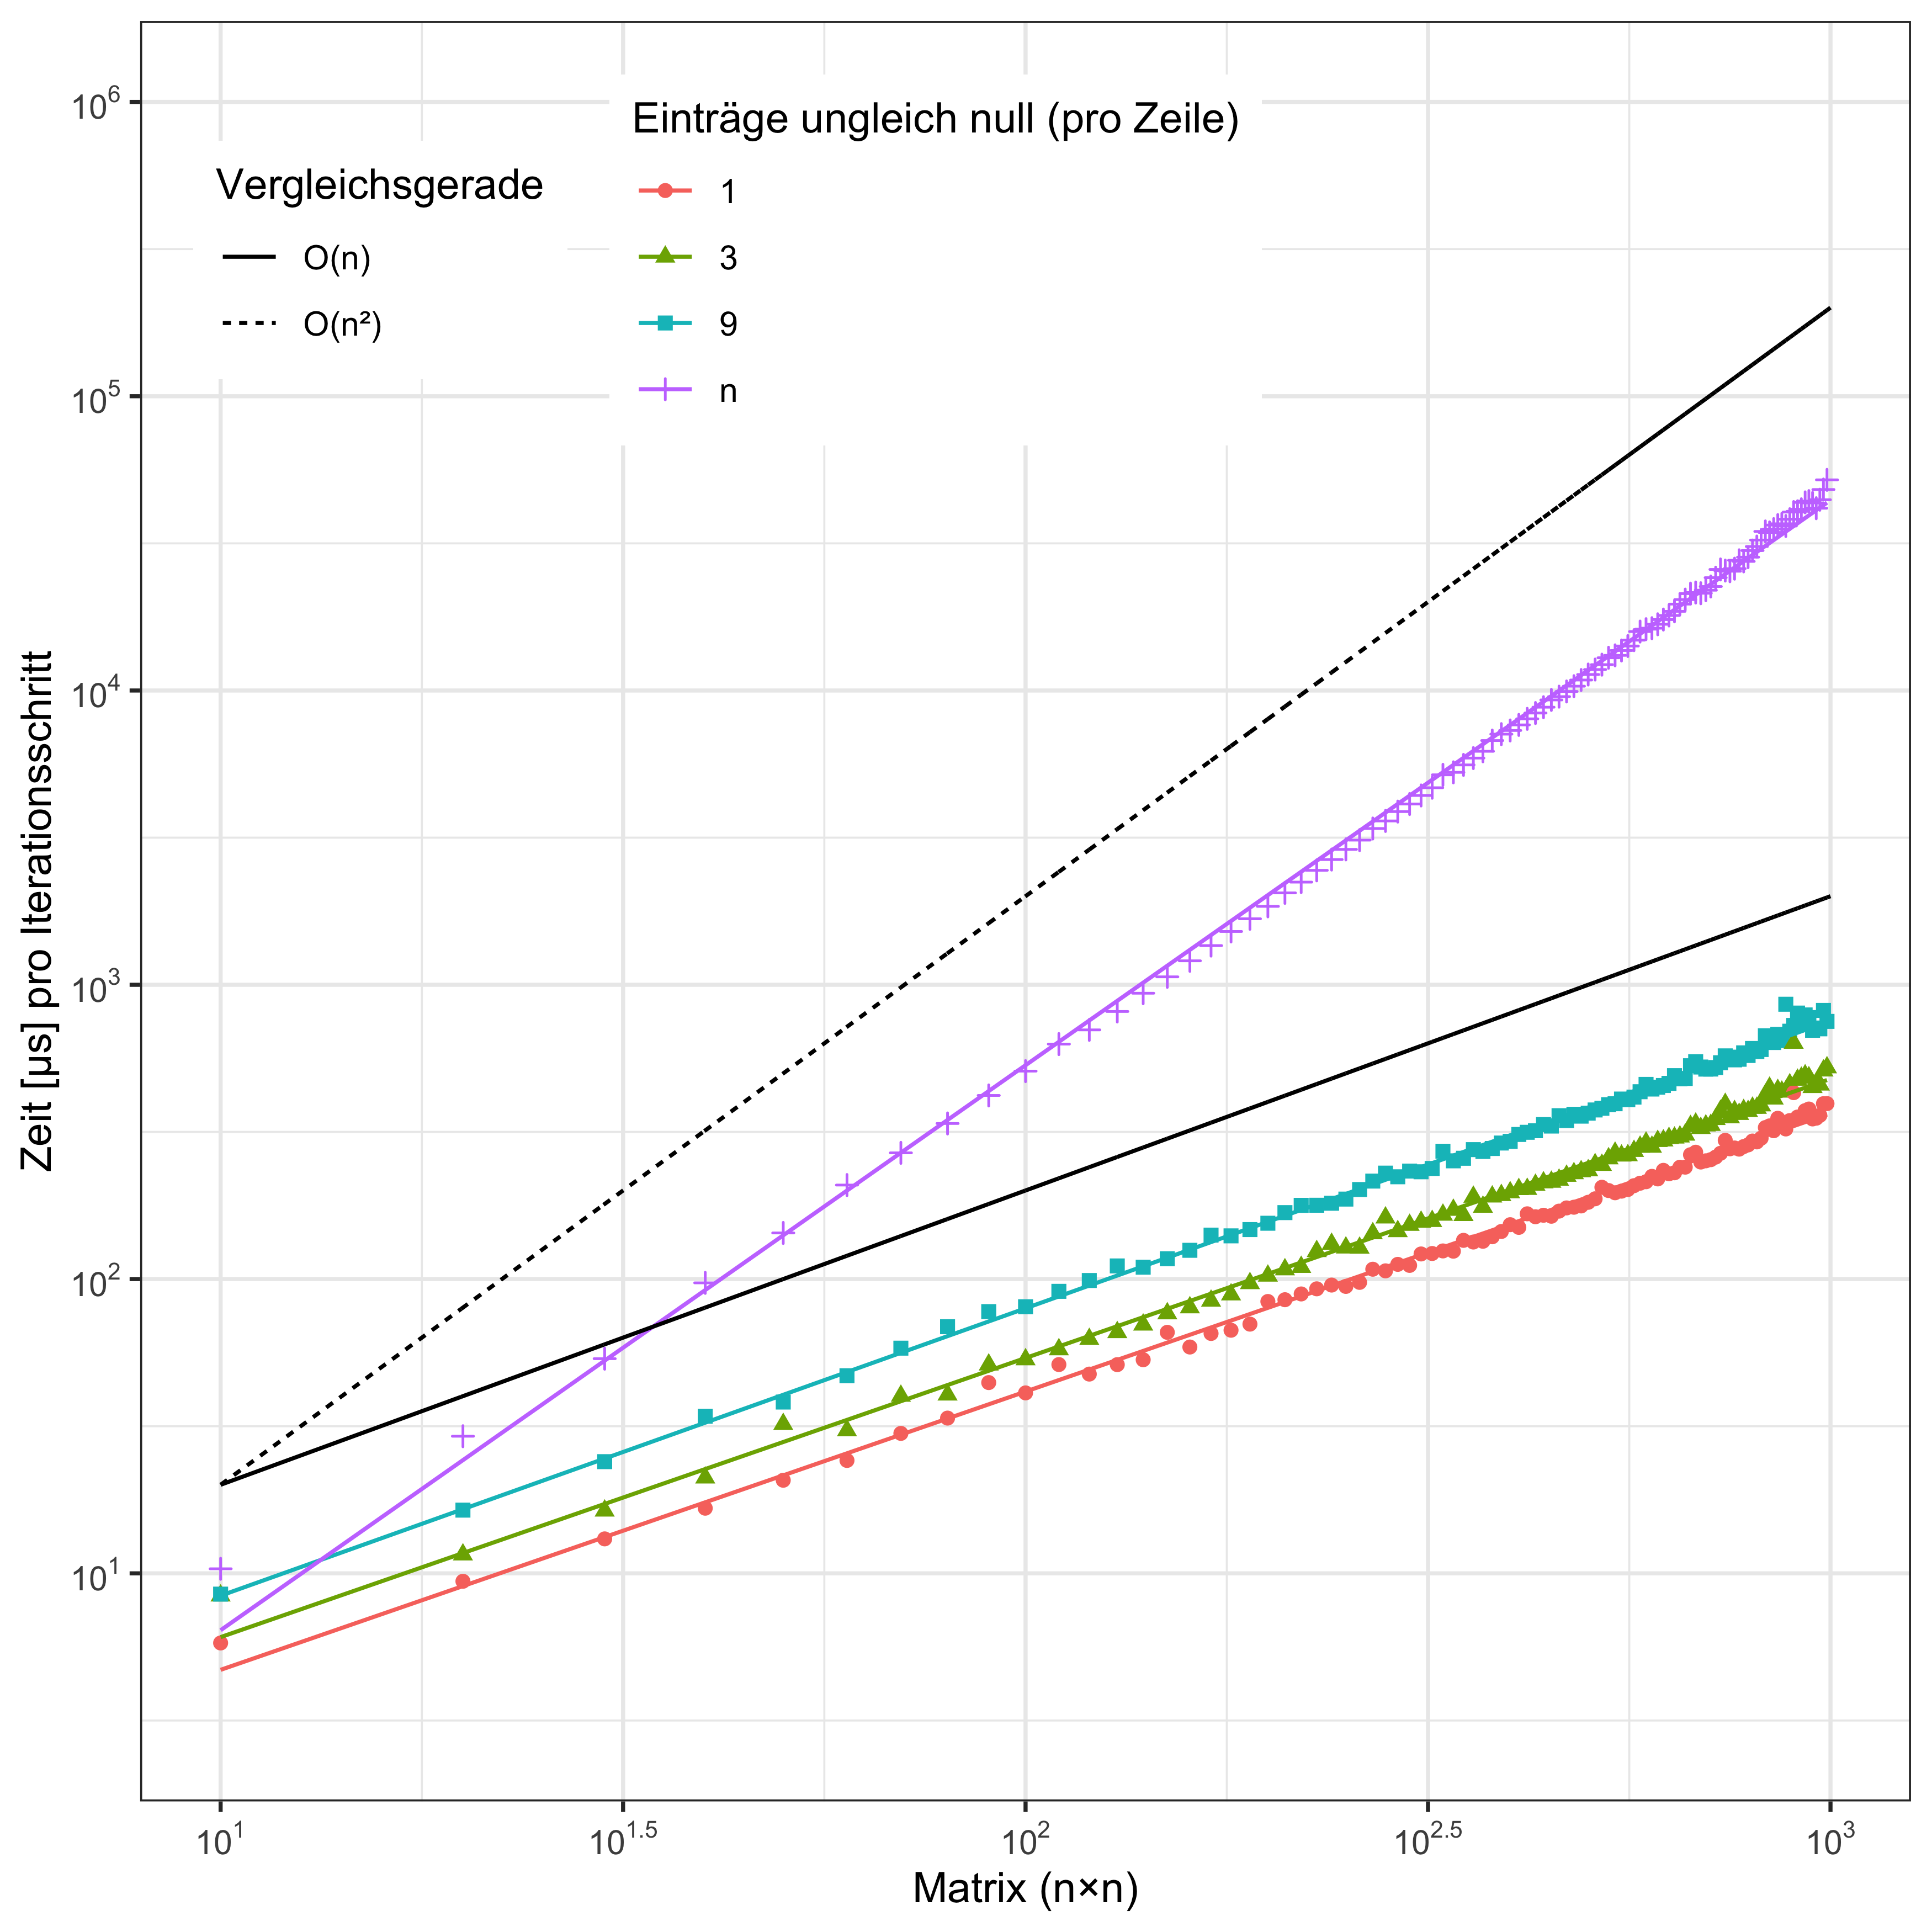 Einträge ungleich null (pro Zeile)
1
3
9
n
Vergleichsgerade
O(n)
O(n²)
10⁶
10⁵
10⁴
10³
10²
10¹
Zeit [µs] pro Iterationsschritt
10¹
10¹·⁵
10²
10²·⁵
10³
Matrix (n×n)